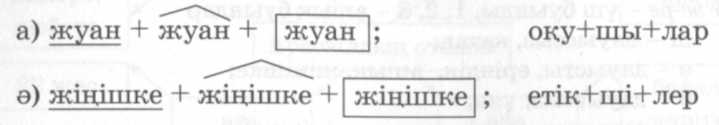 а) жуан + жуан + жуан ; оқу+шы+лар
ә) жіңішке + жіңішке + жіңішке ; етік+ші+лер